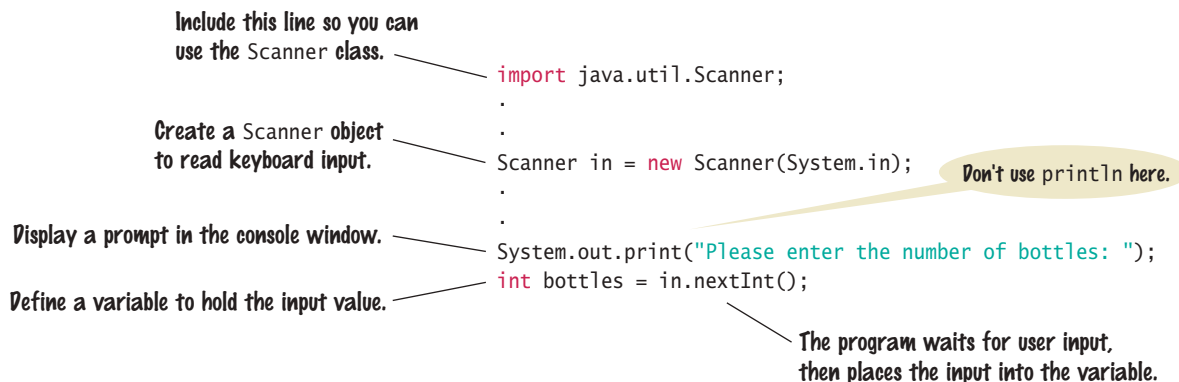 Include this line so you can
use the Scanner class.
import java.util.Scanner;
.
.
Create a Scanner object
to read keyboard input.
Scanner in = new Scanner(System.in);
Don't use println here.
.
.
Display a prompt in the console window.
System.out.print("Please enter the number of bottles: ");
Define a variable to hold the input value.
int bottles = in.nextInt();
The program waits for user input,
then places the input into the variable.